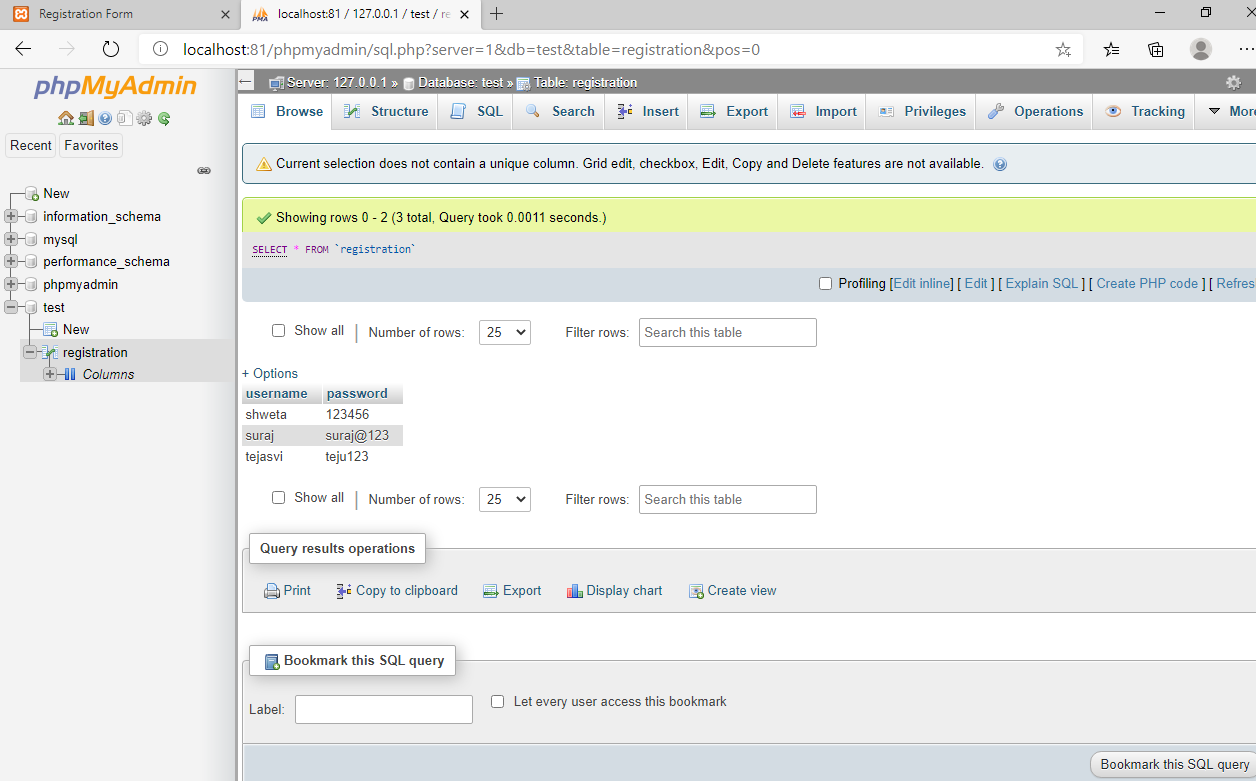 Registration Form
localhost:81 / 127.0.0.1 / test / re
localhost:81/phpmyadmin/sql.php?server=1&db=test&table=registration&pos=0
phpMyAdmin
Recent
Favorites
New
information_schema
mysql
performance_schema
phpmyadmin
test
New
registration
Columns
Server: 127.0.0.1 » Database: test » Table: registration
Browse Structure SQL Search Insert Export Import Privileges Operations Tracking More
Current selection does not contain a unique column. Grid edit, checkbox, Edit, Copy and Delete features are not available.
Showing rows 0 - 2 (3 total, Query took 0.0011 seconds.)
SELECT * FROM `registration`
Profiling [Edit inline] [ Edit ] [ Explain SQL ] [ Create PHP code ] [ Refres
Show all | Number of rows: 25 Filter rows: Search this table
+ Options
username password
shweta 123456
suraj suraj@123
tejasvi teju123
Show all | Number of rows: 25 Filter rows: Search this table
Query results operations
Print Copy to clipboard Export Display chart Create view
Bookmark this SQL query
Label: Let every user access this bookmark
Bookmark this SQL query